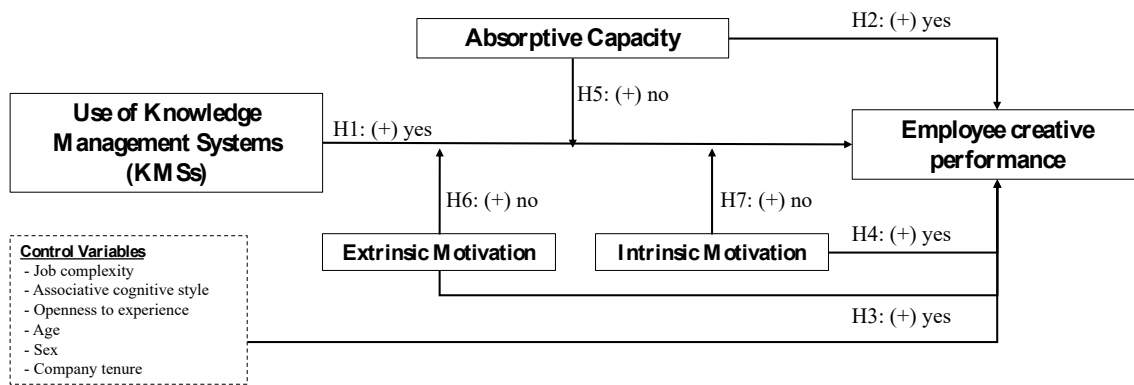 Absorptive Capacity
H2: (+) yes
H5: (+) no
Use of Knowledge
Management Systems
(KMSs)
H1: (+) yes
Employee creative
performance
H6: (+) no
H7: (+) no
Extrinsic Motivation
Intrinsic Motivation
H4: (+) yes
H3: (+) yes
Control Variables
- Job complexity
- Associative cognitive style
- Openness to experience
- Age
- Sex
- Company tenure